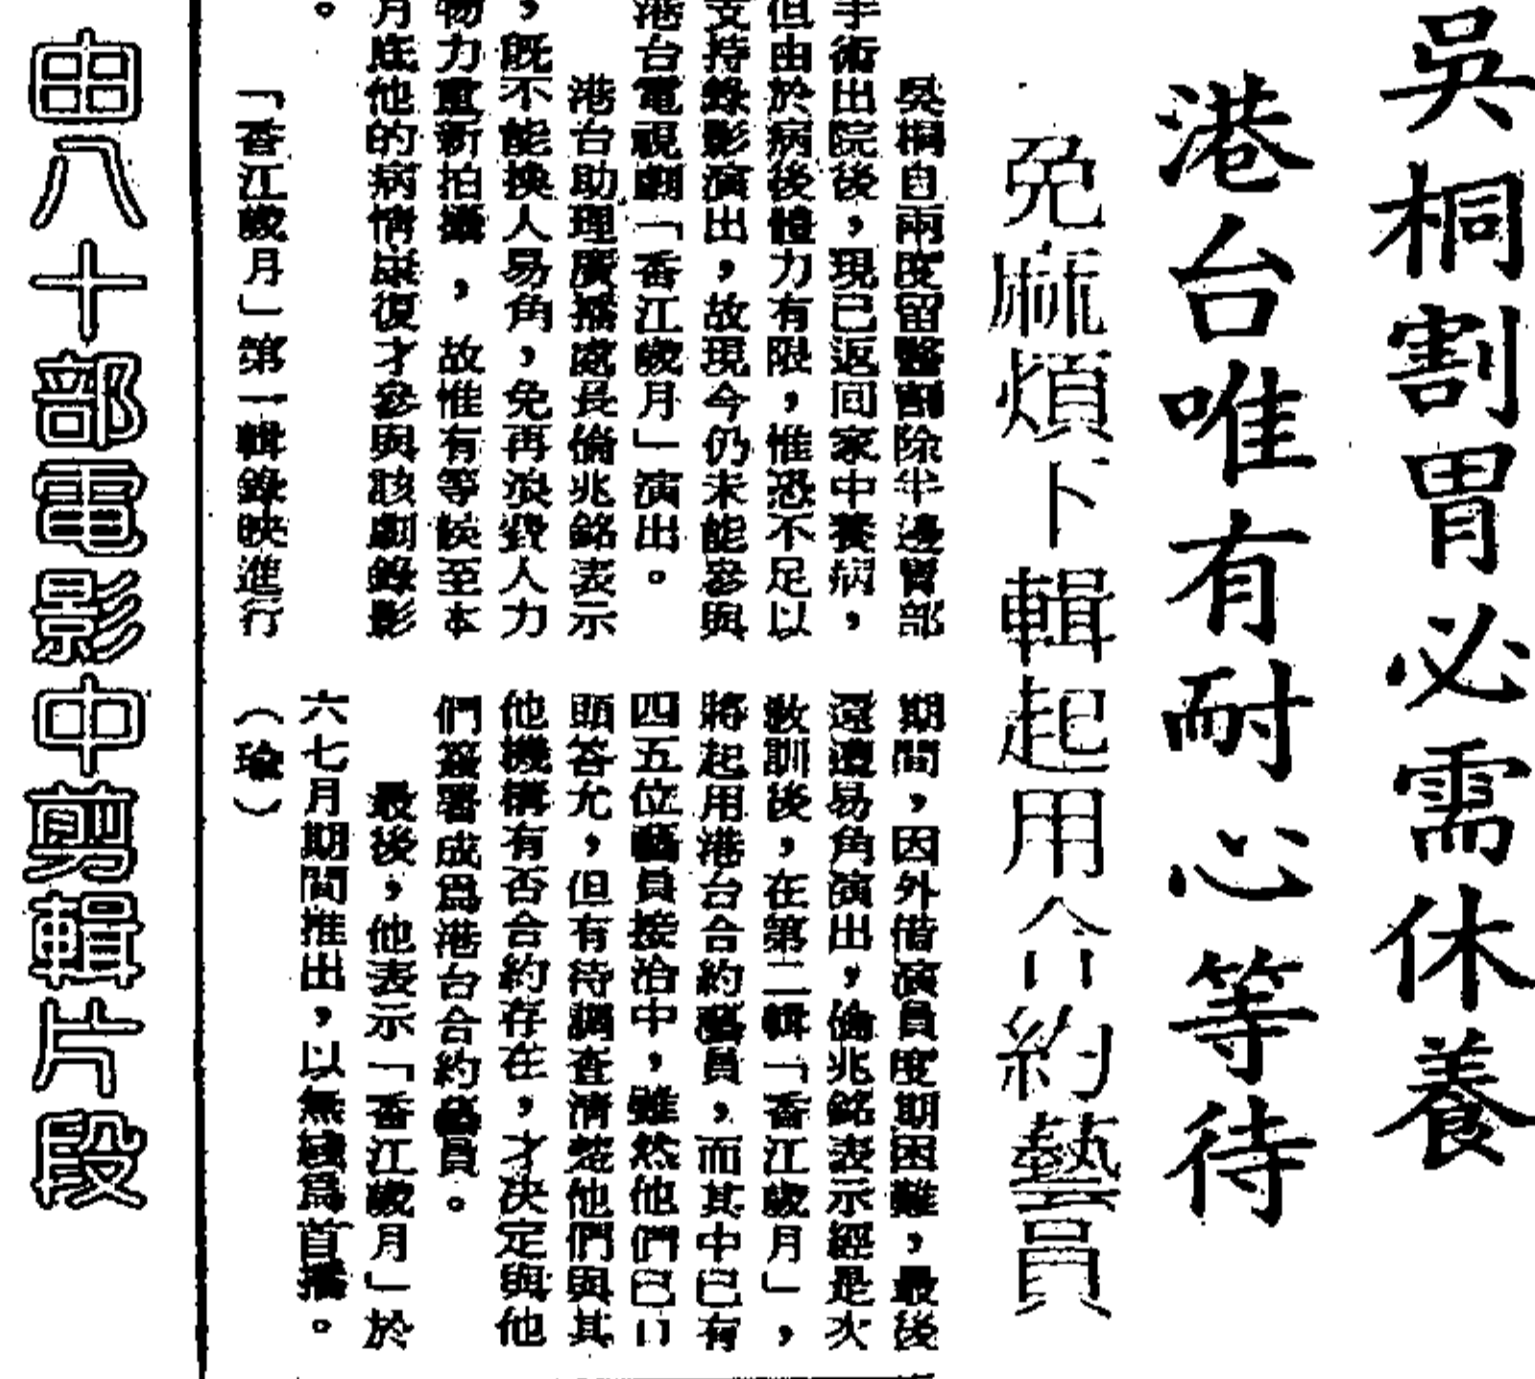 吳桐割胃必需休養
港台唯有耐心等待
免麻煩下輯起用合約藝員
吳桐自兩度留醫割除半邊胃部
手術出院後，現已返回家中養病，
但由於病後體力有限，惟恐不足以
支持錄影演出，故現今仍未能參與
港台電視劇「香江歲月」演出。
港台助理廣播處長倫兆銘表示
，既不能換人易角，免再浪費人力
物力重新拍攝，故惟有等候至本
月底他的病情康復才參與該劇錄影
。
「香江歲月」第一輯錄映進行
期間，因外借演員度期困難，最後
還遭易角演出，倫兆銘表示經是次
教訓後，在第二輯「香江歲月」，
將起用港台合約藝員，而其中已有
四五位藝員接洽中，雖然他們已口
頭答允，但有待調查清楚他們與其
他機構有否合約存在，才決定與他
們簽署成為港台合約藝員。
最後，他表示「香江歲月」於
六七月期間推出，以無綫為首播。
（瑜）
由八十部電影中剪輯片段